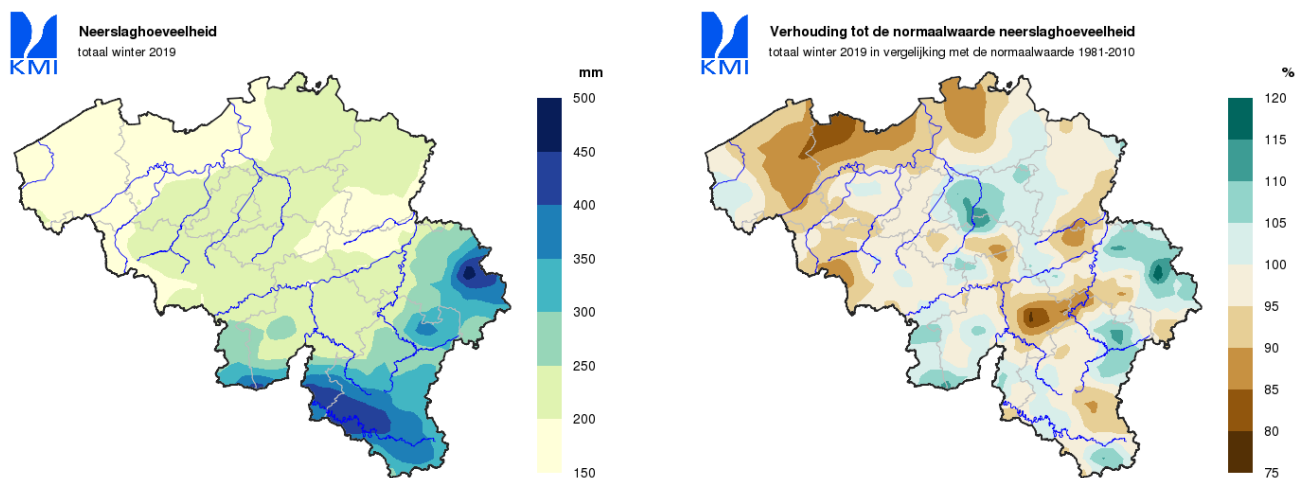 KMI
Neerslaghoeveelheid
totaal winter 2019
mm
500
450
400
350
300
250
200
150
KMI
Verhouding tot de normaalwaarde neerslaghoeveelheid
totaal winter 2019 in vergelijking met de normaalwaarde 1981-2010
%
120
115
110
105
100
95
90
85
80
75